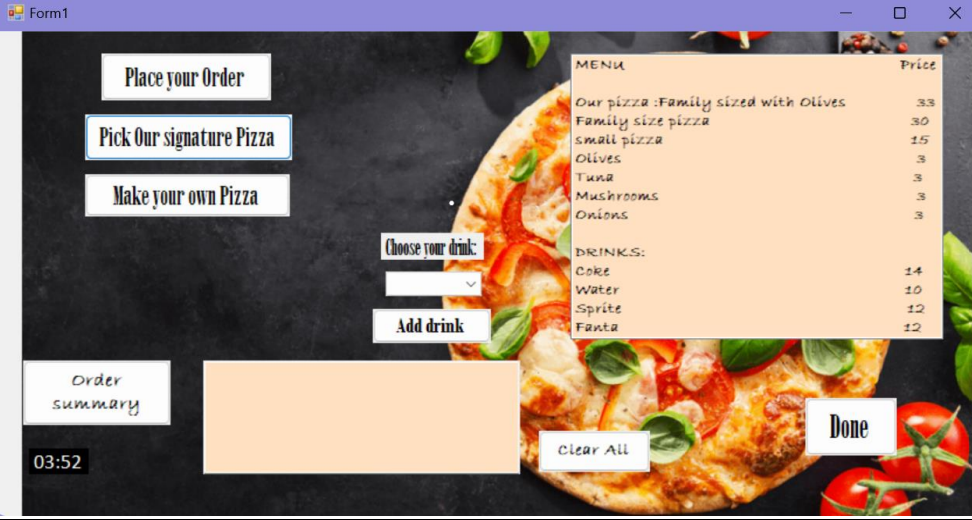 Form1
Place your Order
Pick Our signature Pizza
Make your own Pizza
Choose your drink:
Add drink
MENU Price
Our pizza :Family sized with Olives 33
Family size pizza 30
small pizza 15
Olives 3
Tuna 3
Mushrooms 3
Onions 3
DRINKS:
Coke 14
Water 10
Sprite 12
Fanta 12
Order
summary
03:52
Clear All
Done